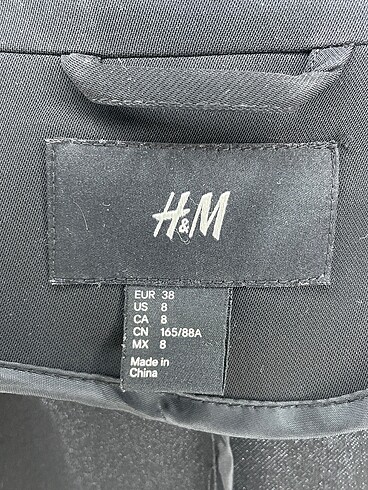 H&M
EUR 38
US 8
CA 8
CN 165/88A
MX 8
Made in
China